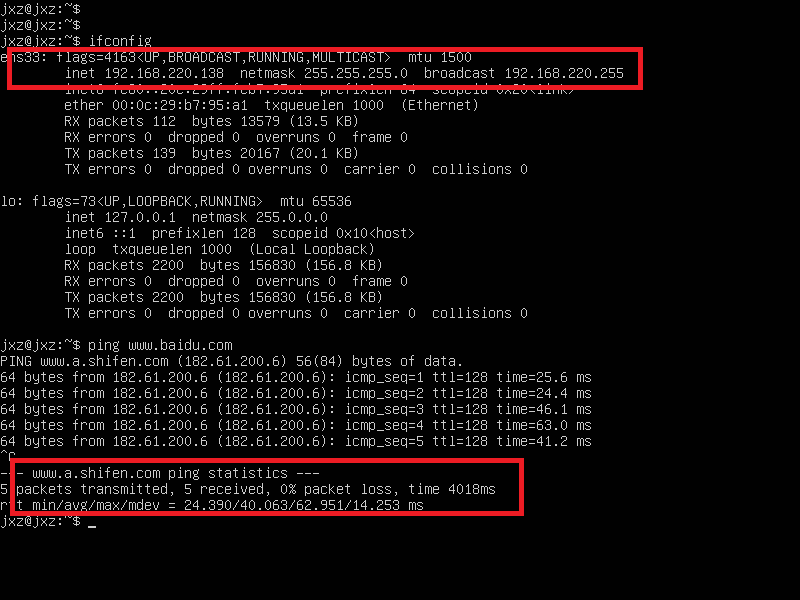 jxz@jxz:~$
jxz@jxz:~$
jxz@jxz:~$ ifconfig
ens33: flags=4163<UP,BROADCAST,RUNNING,MULTICAST> mtu 1500
inet 192.168.220.138 netmask 255.255.255.0 broadcast 192.168.220.255
prefixlen 64 scopeid 0x20<link>
ether 00:0c:29:b7:95:a1 txqueuelen 1000 (Ethernet)
RX packets 112 bytes 13579 (13.5 KB)
RX errors 0 dropped 0 overruns 0 frame 0
TX packets 139 bytes 20167 (20.1 KB)
TX errors 0 dropped 0 overruns 0 carrier 0 collisions 0
lo: flags=73<UP,LOOPBACK,RUNNING> mtu 65536
inet 127.0.0.1 netmask 255.0.0.0
inet6 ::1 prefixlen 128 scopeid 0x10<host>
loop txqueuelen 1000 (Local Loopback)
RX packets 2200 bytes 156830 (156.8 KB)
RX errors 0 dropped 0 overruns 0 frame 0
TX packets 2200 bytes 156830 (156.8 KB)
TX errors 0 dropped 0 overruns 0 carrier 0 collisions 0
jxz@jxz:~$ ping www.baidu.com
PING www.a.shifen.com (182.61.200.6) 56(84) bytes of data.
64 bytes from 182.61.200.6 (182.61.200.6): icmp_seq=1 ttl=128 time=25.6 ms
64 bytes from 182.61.200.6 (182.61.200.6): icmp_seq=2 ttl=128 time=24.4 ms
64 bytes from 182.61.200.6 (182.61.200.6): icmp_seq=3 ttl=128 time=46.1 ms
64 bytes from 182.61.200.6 (182.61.200.6): icmp_seq=4 ttl=128 time=63.0 ms
64 bytes from 182.61.200.6 (182.61.200.6): icmp_seq=5 ttl=128 time=41.2 ms
^C
--- www.a.shifen.com ping statistics ---
5 packets transmitted, 5 received, 0% packet loss, time 4018ms
rtt min/avg/max/mdev = 24.390/40.063/62.951/14.253 ms
jxz@jxz:~$ _